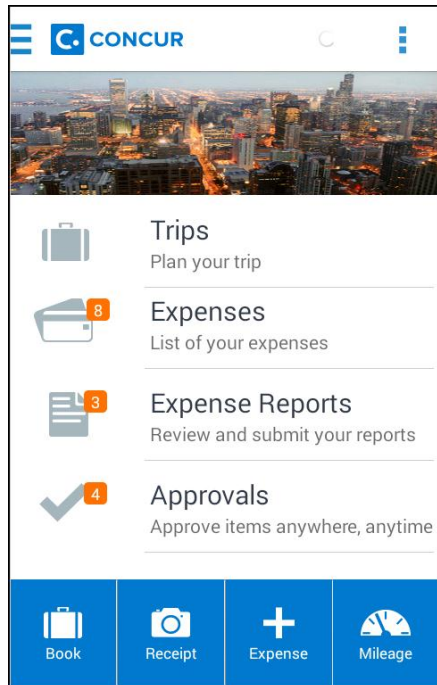 C. CONCUR
Trips
Plan your trip
8
Expenses
List of your expenses
3
Expense Reports
Review and submit your reports
4
Approvals
Approve items anywhere, anytime
Book
Receipt
Expense
Mileage